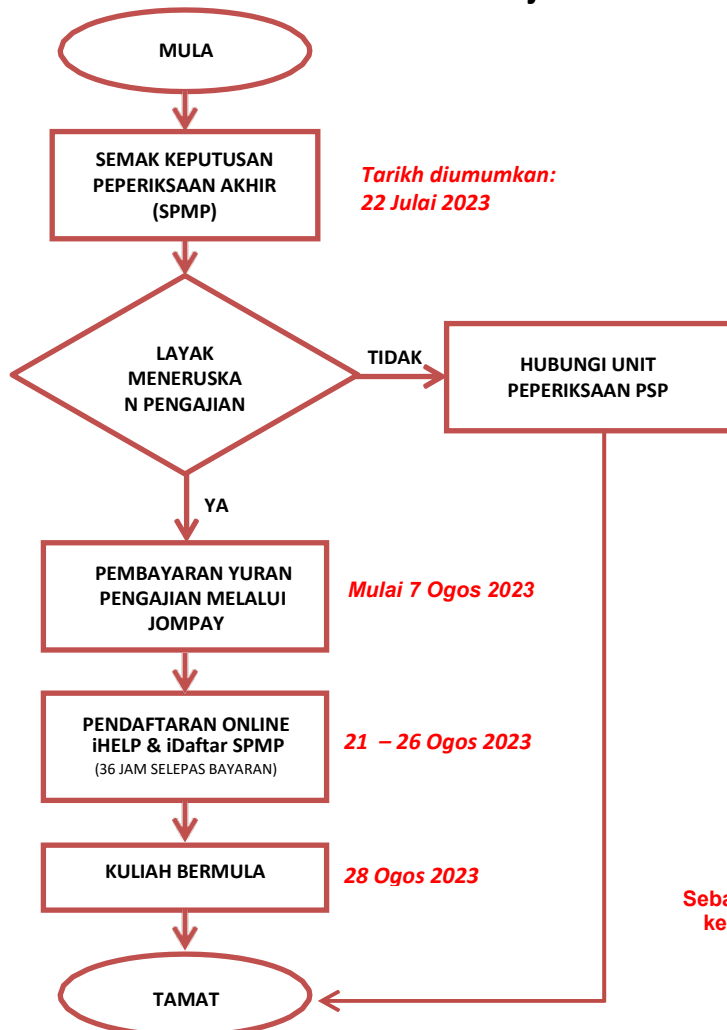 MULA
SEMAK KEPUTUSAN
PEPERIKSAAN AKHIR
(SPMP)
Tarikh diumumkan:
22 Julai 2023
LAYAK
MENERUSKA
N PENGAJIAN
TIDAK
HUBUNGI UNIT
PEPERIKSAAN PSP
YA
PEMBAYARAN YURAN
PENGAJIAN MELALUI
JOMPAY
Mulai 7 Ogos 2023
PENDAFTARAN ONLINE
iHELP & iDaftar SPMP
(36 JAM SELEPAS BAYARAN)
21 – 26 Ogos 2023
KULIAH BERMULA
28 Ogos 2023
Seba
ke
TAMAT